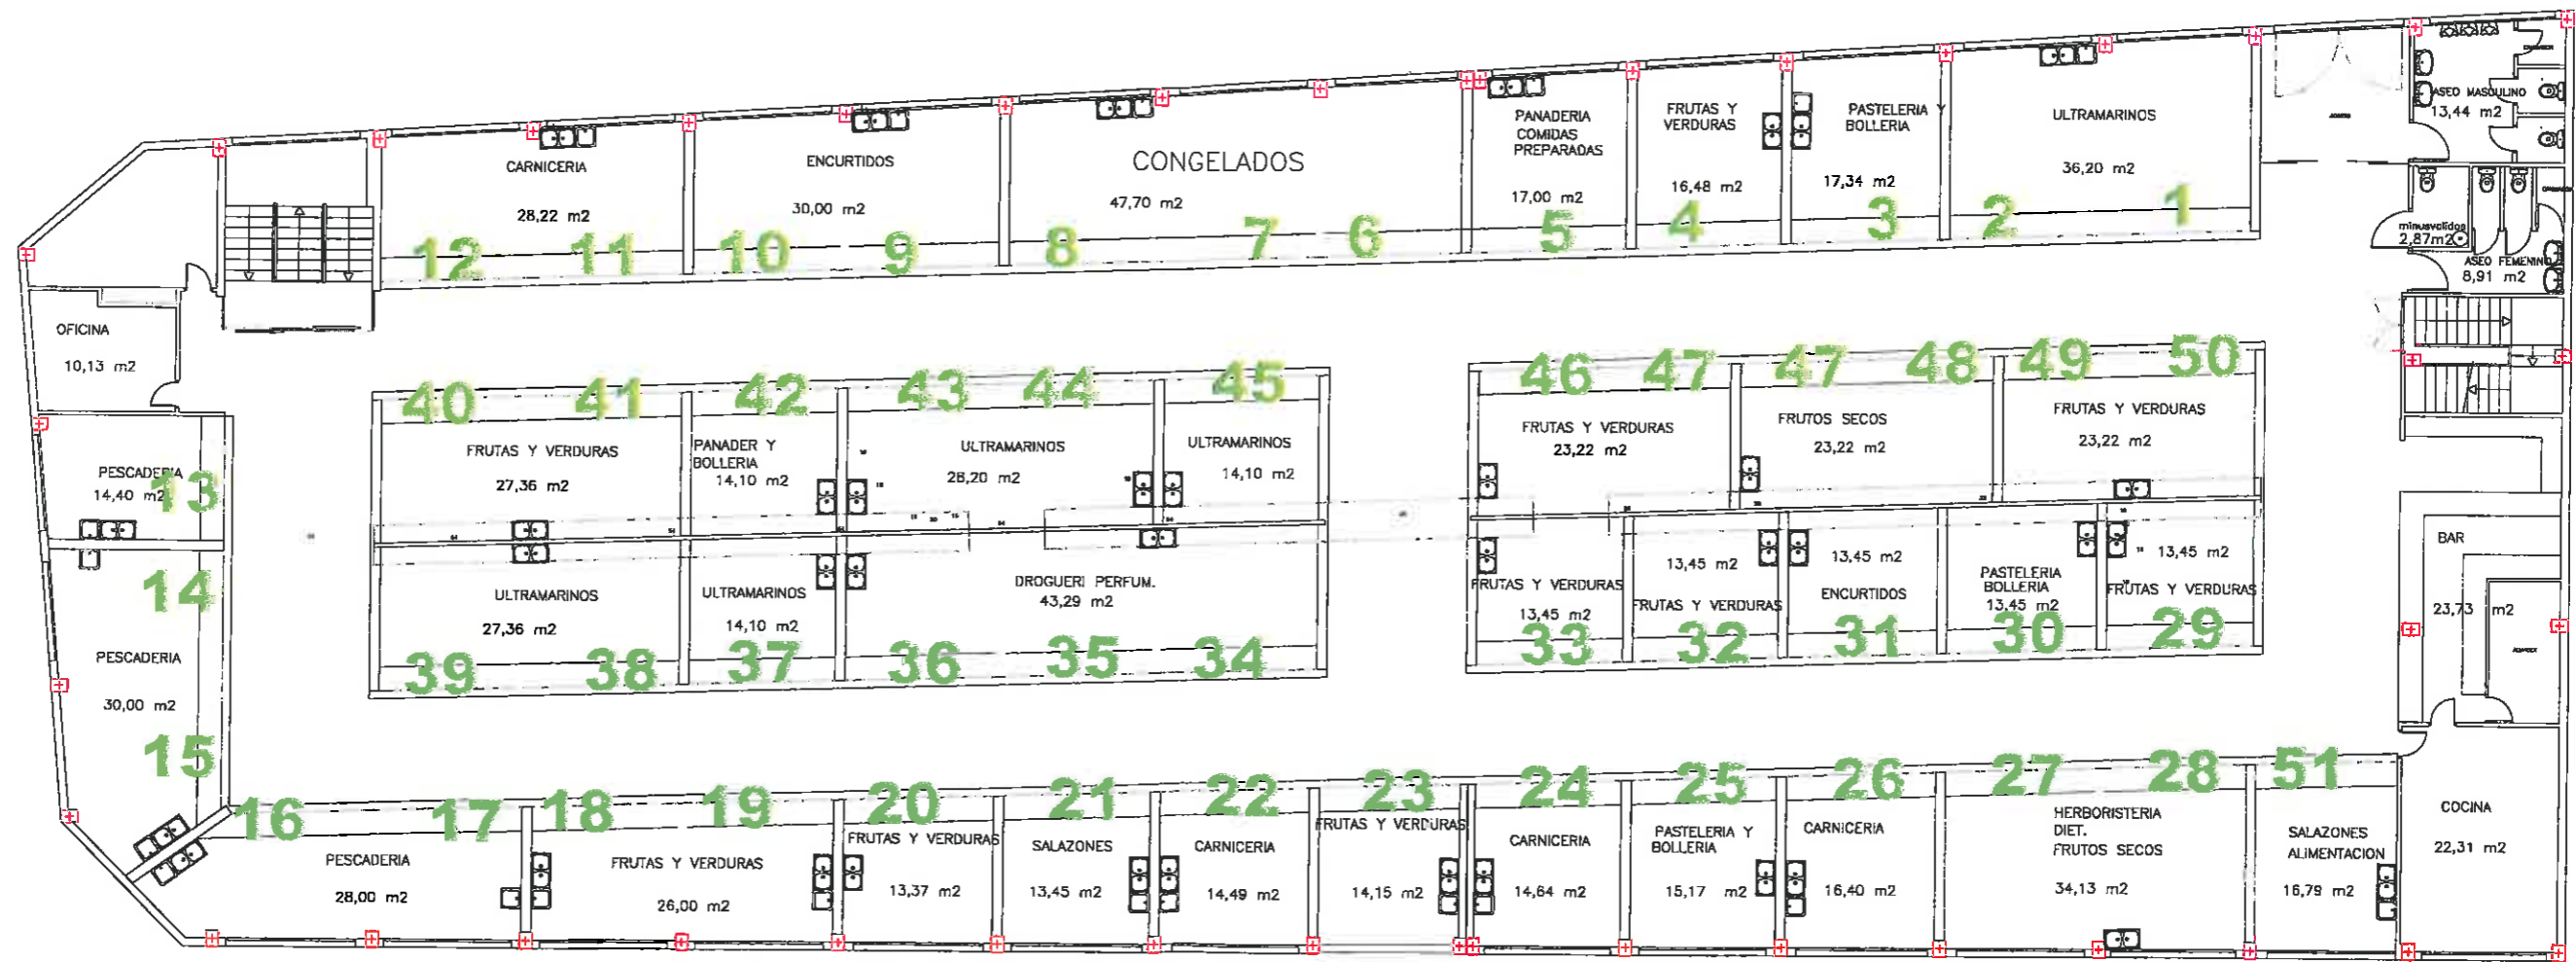 ASEO MASCULINO
13,44 m2
PANADERIA
COMIDAS
PREPARADAS
17,00 m2
FRUTAS Y
VERDURAS
16,48 m2
PASTELERIA Y
BOLLERIA
17,34 m2
ULTRAMARINOS
36,20 m2
CARNICERIA
28,22 m2
ENCURTIDOS
30,00 m2
CONGELADOS
47,70 m2
12 11 10 9 8 7 6 5 4 3 2 1
minusvalidos
2,87m2
ASEO FEMENINO
8,91 m2
OFICINA
10,13 m2
40 41 42 43 44 45 46 47 47 48 49 50
FRUTAS Y VERDURAS
27,36 m2
PANADER Y
BOLLERIA
14,10 m2
ULTRAMARINOS
28,20 m2
ULTRAMARINOS
14,10 m2
FRUTAS Y VERDURAS
23,22 m2
FRUTOS SECOS
23,22 m2
FRUTAS Y VERDURAS
23,22 m2
PESCADERIA
14,40 m2
13
14
PESCADERIA
30,00 m2
15
ULTRAMARINOS
27,36 m2
ULTRAMARINOS
14,10 m2
DROGUERI PERFUM.
43,29 m2
FRUTAS Y VERDURAS
13,45 m2
13,45 m2
FRUTAS Y VERDURAS
13,45 m2
ENCURTIDOS
PASTELERIA
BOLLERIA
13,45 m2
13,45 m2
FRUTAS Y VERDURAS
BAR
23,73 m2
39 38 37 36 35 34 33 32 31 30 29
16 17 18 19 20 21 22 23 24 25 26 27 28 51
PESCADERIA
28,00 m2
FRUTAS Y VERDURAS
26,00 m2
FRUTAS Y VERDURAS
13,37 m2
SALAZONES
13,45 m2
CARNICERIA
14,49 m2
FRUTAS Y VERDURAS
14,15 m2
CARNICERIA
14,64 m2
PASTELERIA Y
BOLLERIA
15,17 m2
CARNICERIA
16,40 m2
HERBORISTERIA
DIET.
FRUTOS SECOS
34,13 m2
SALAZONES
ALIMENTACION
16,79 m2
COCINA
22,31 m2